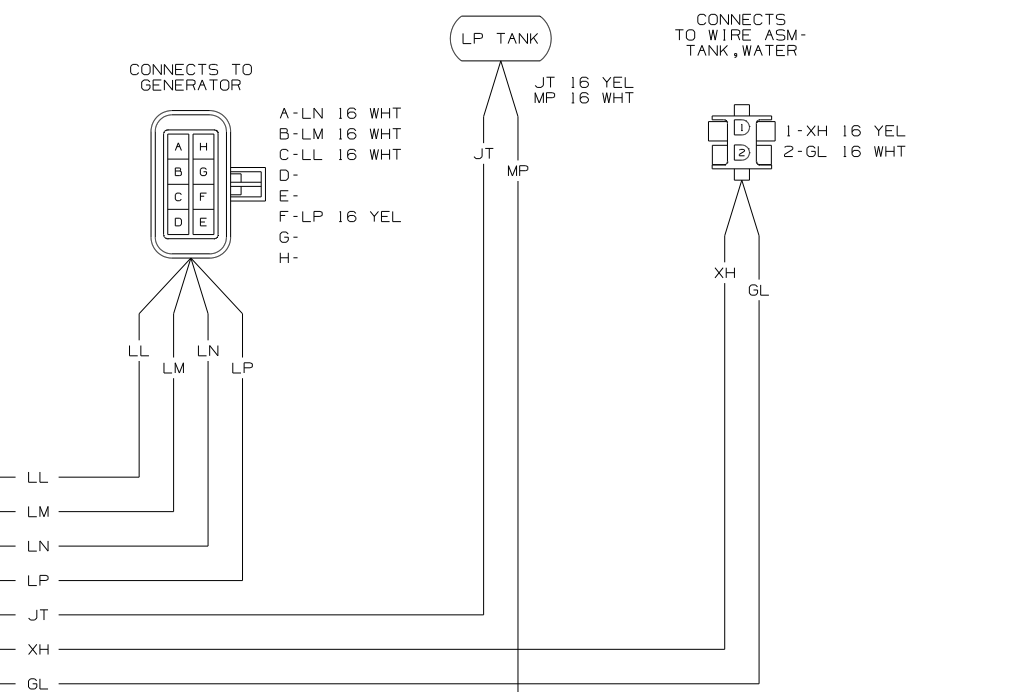 CONNECTS TO
GENERATOR
A-LN 16 WHT
B-LM 16 WHT
C-LL 16 WHT
D-
E-
F-LP 16 YEL
G-
H-
A H
B G
C F
D E
LL
LM
LN
LP
LP TANK
JT 16 YEL
MP 16 WHT
JT
MP
CONNECTS
TO WIRE ASM-
TANK,WATER
1
2
1-XH 16 YEL
2-GL 16 WHT
XH
GL
LL
LM
LN
LP
JT
XH
GL